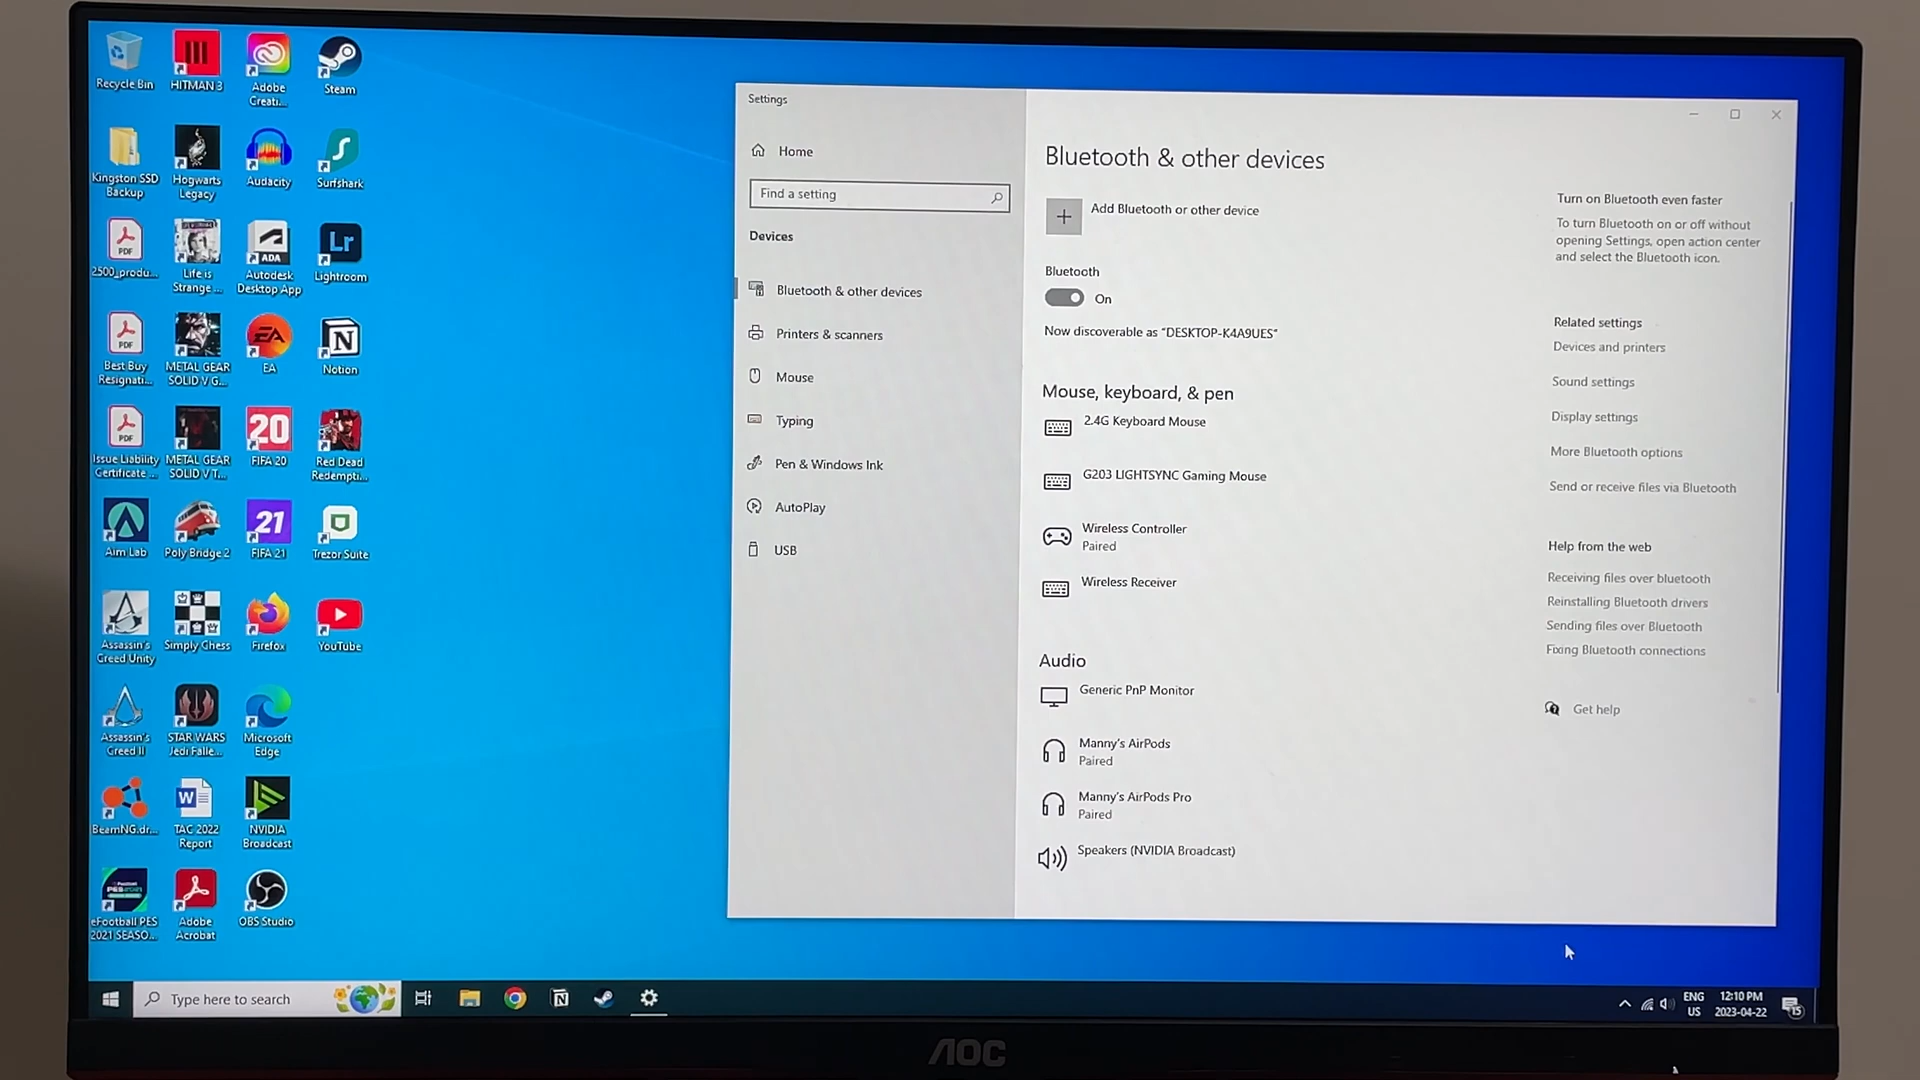 Recycle Bin
HITMAN 3
Adobe
Creati...
Steam
Kingston SSD
Backup
Hogwarts
Legacy
Audacity
Surfshark
PDF
2500_produ...
Life is
Strange ...
ADA
Autodesk
Desktop App
Lr
Lightroom
PDF
Best Buy
Resignati...
METAL GEAR
SOLID V G...
EA
EA
Notion
PDF
Issue Liability
Certificate ...
METAL GEAR
SOLID V T...
20
FIFA 20
Red Dead
Redempti...
Aim Lab
Poly Bridge 2
21
FIFA 21
Trezor Suite
Assassin's
Creed Unity
Simply Chess
Firefox
YouTube
Assassin's
Creed II
STAR WARS
Jedi Falle...
Microsoft
Edge
BeamNG.dr...
W
TAC 2022
Report
NVIDIA
Broadcast
eFootball PES
2021 SEASO...
Adobe
Acrobat
OBS Studio
Settings
Home
Find a setting
Devices
Bluetooth & other devices
Printers & scanners
Mouse
Typing
Pen & Windows Ink
AutoPlay
USB
Bluetooth & other devices
Add Bluetooth or other device
Bluetooth
On
Now discoverable as "DESKTOP-K4A9UES"
Mouse, keyboard, & pen
2.4G Keyboard Mouse
G203 LIGHTSYNC Gaming Mouse
Wireless Controller
Paired
Wireless Receiver
Audio
Generic PnP Monitor
Manny's AirPods
Paired
Manny's AirPods Pro
Paired
Speakers (NVIDIA Broadcast)
Turn on Bluetooth even faster
To turn Bluetooth on or off without
opening Settings, open action center
and select the Bluetooth icon.
Related settings
Devices and printers
Sound settings
Display settings
More Bluetooth options
Send or receive files via Bluetooth
Help from the web
Receiving files over bluetooth
Reinstalling Bluetooth drivers
Sending files over Bluetooth
Fixing Bluetooth connections
Get help
Type here to search
ENG
US
12:10 PM
2023-04-22
15
AOC